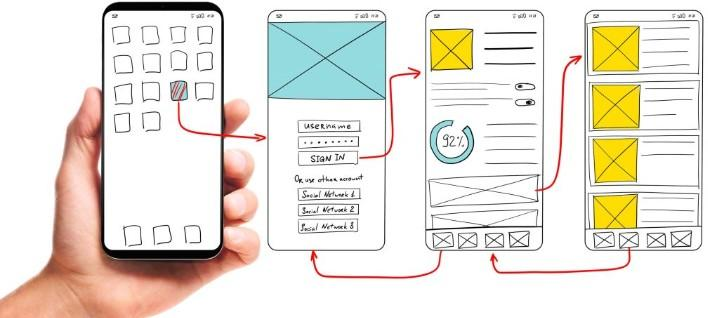 username
SIGN IN
Or use other account
Social Network 1
Social Network 2
Social Network 3
92%